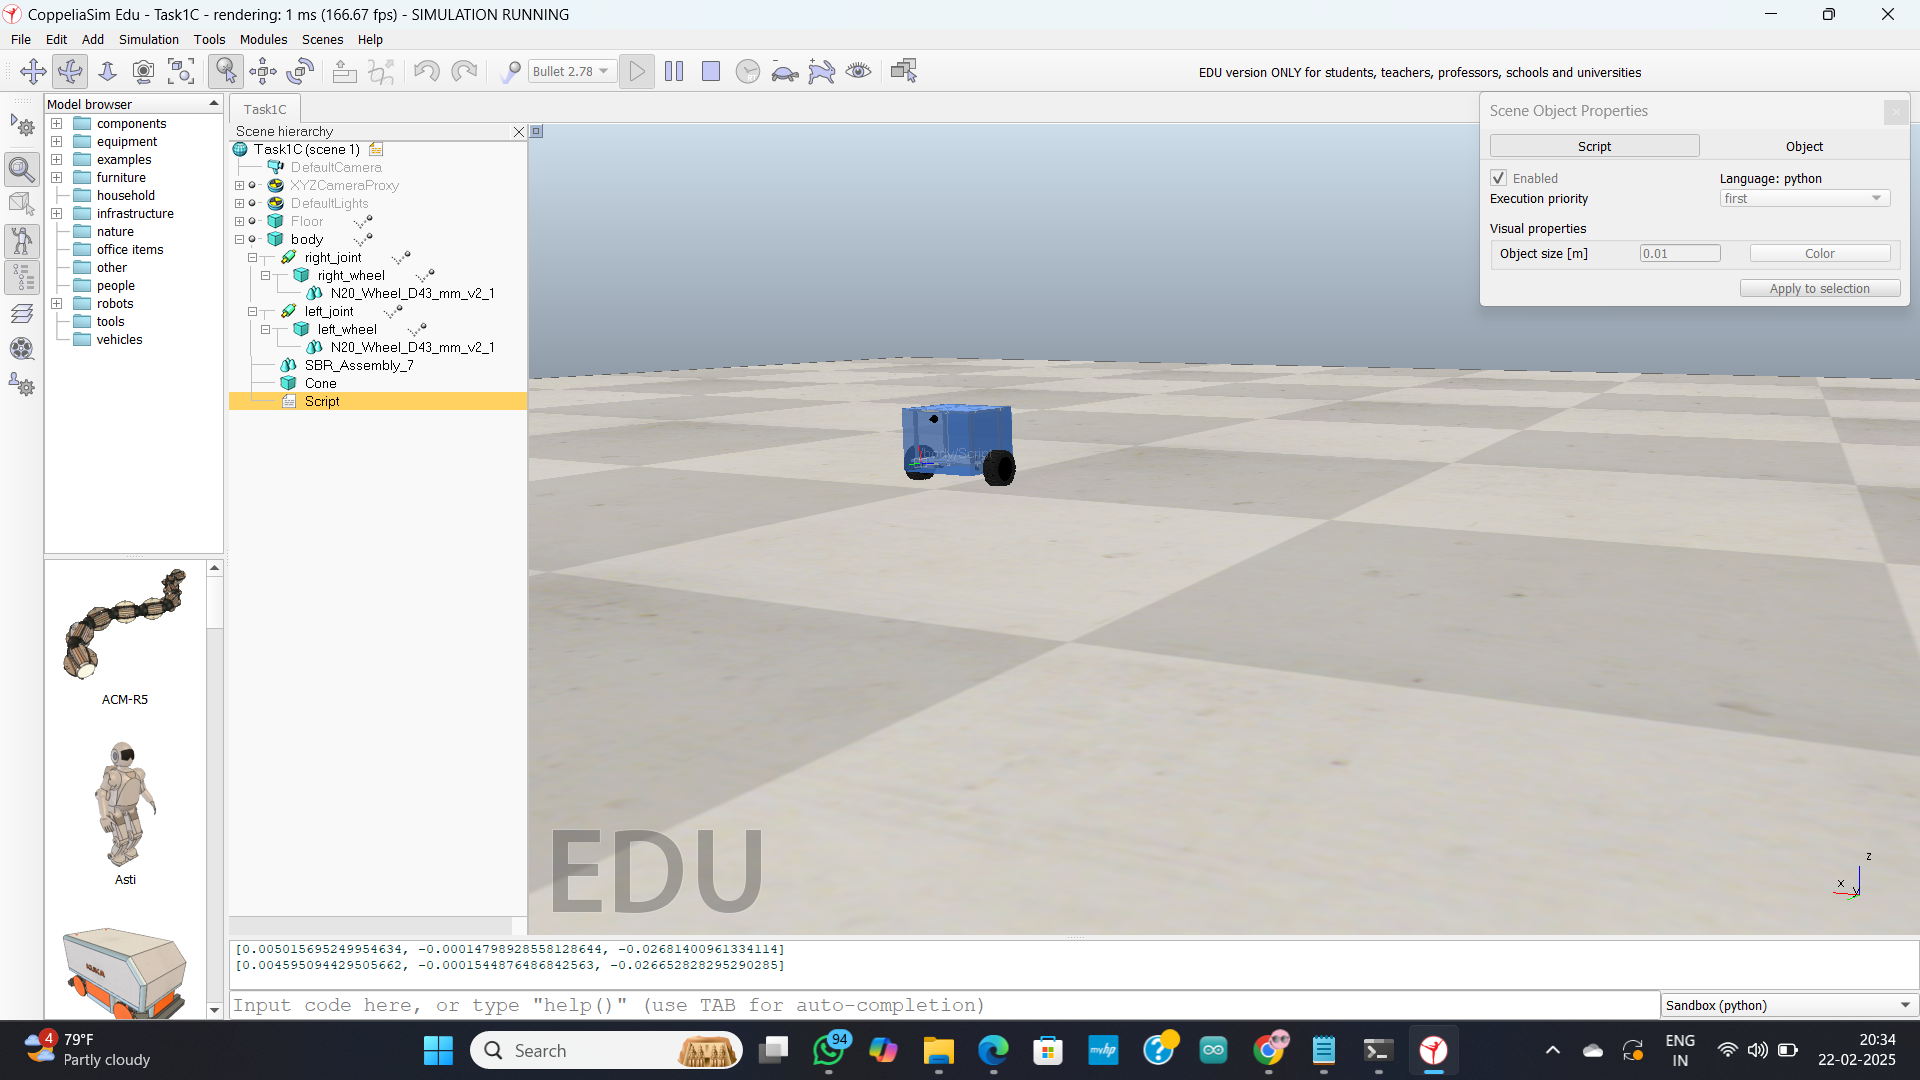 CoppeliaSim Edu - Task1C - rendering: 1 ms (166.67 fps) - SIMULATION RUNNING
File Edit Add Simulation Tools Modules Scenes Help
Bullet 2.78
EDU version ONLY for students, teachers, professors, schools and universities
Model browser
components
equipment
examples
furniture
household
infrastructure
nature
office items
other
people
robots
tools
vehicles
ACM-R5
Asti
KUKA
Task1C
Scene hierarchy
Task1C (scene 1)
DefaultCamera
XYZCameraProxy
DefaultLights
Floor
body
right_joint
right_wheel
N20_Wheel_D43_mm_v2_1
left_joint
left_wheel
N20_Wheel_D43_mm_v2_1
SBR_Assembly_7
Cone
Script
/body/Script
EDU
z
x
y
Scene Object Properties
Script Object
Enabled Language: python
Execution priority first
Visual properties
Object size [m] 0.01 Color
Apply to selection
[0.005015695249954634, -0.00014798928558128644, -0.02681400961334114]
[0.004595094429505662, -0.0001544876486842563, -0.026652828295290285]
Input code here, or type "help()" (use TAB for auto-completion)
Sandbox (python)
4
79°F
Partly cloudy
Search
94
myhp
ENG
IN
20:34
22-02-2025